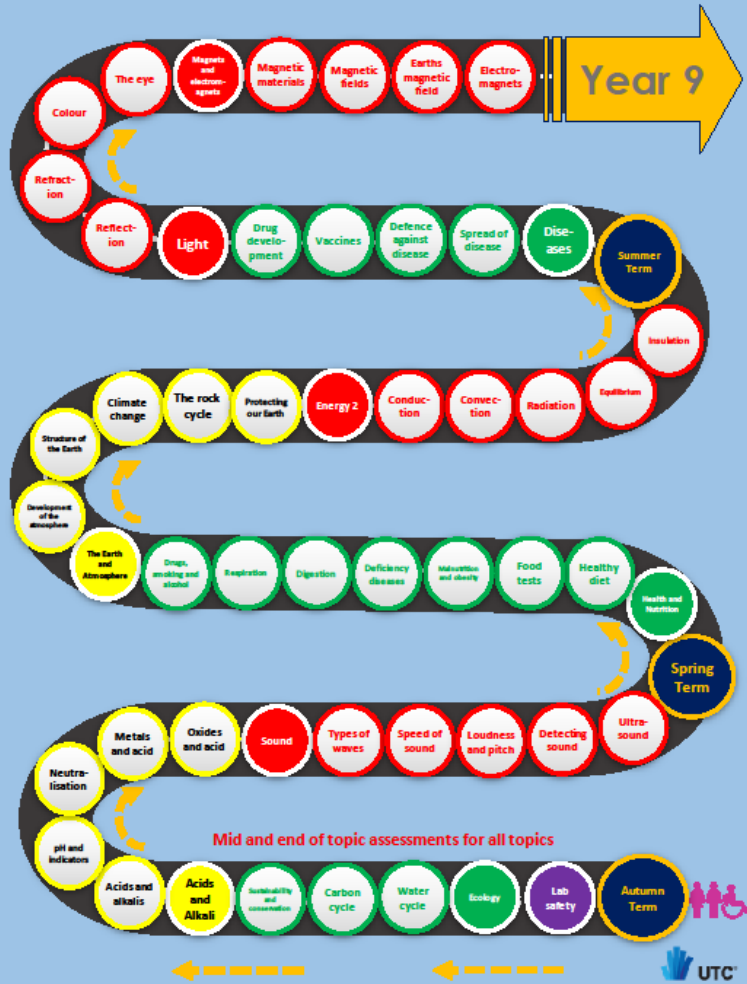 The eye
Magnets
and
electrom-
agnets
Magnetic
materials
Magnetic
fields
Earths
magnetic
field
Electro-
magnets
Year 9
Colour
Refract-
ion
Reflect-
ion
Light
Drug
develo-
pment
Vaccines
Defence
against
disease
Spread of
disease
Dise-
ases
Summer
Term
Insulation
Climate
change
The rock
cycle
Protecting
our Earth
Energy 2
Conduc-
tion
Convec-
tion
Radiation
Equilibrium
Structure of
the Earth
Development
of the
atmosphere
The Earth
and
Atmosphere
Drugs,
smoking and
alcohol
Respiration
Digestion
Deficiency
diseases
Malnutrition
and obesity
Food
tests
Healthy
diet
Health and
Nutrition
Spring
Term
Metals
and acid
Oxides
and acid
Sound
Types of
waves
Speed of
sound
Loudness
and pitch
Detecting
sound
Ultra-
sound
Neutra-
lisation
Mid and end of topic assessments for all topics
pH and
indicators
Acids and
alkalis
Acids
and
Alkali
Sustainability
and
conservation
Carbon
cycle
Water
cycle
Ecology
Lab
safety
Autumn
Term
UTC